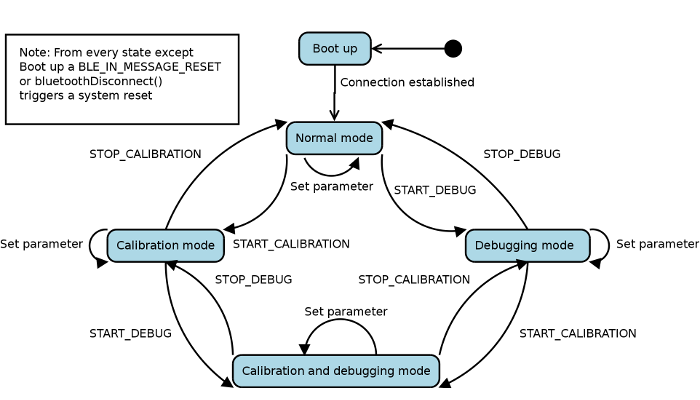 Boot up
Note: From every state except
Boot up a BLE_IN_MESSAGE_RESET
or bluetoothDisconnect()
triggers a system reset
Connection established
Normal mode
STOP_CALIBRATION
STOP_DEBUG
Set parameter
START_DEBUG
Set parameter
Calibration mode
START_CALIBRATION
Debugging mode
Set parameter
STOP_DEBUG
STOP_CALIBRATION
Set parameter
START_DEBUG
START_CALIBRATION
Calibration and debugging mode